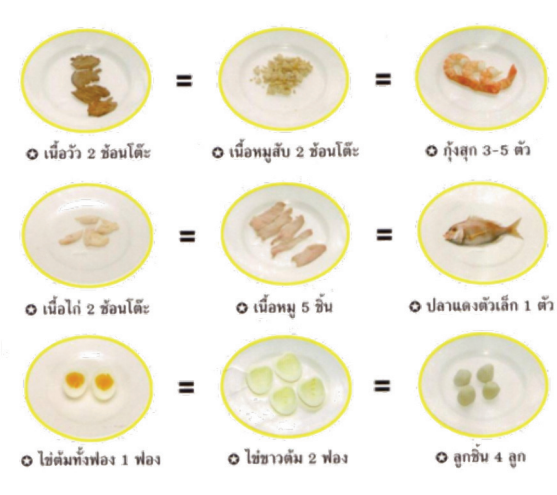 ✪ เนื้อวัว 2 ช้อนโต๊ะ
✪ เนื้อหมูสับ 2 ช้อนโต๊ะ
✪ กุ้งสุก 3-5 ตัว
✪ เนื้อไก่ 2 ช้อนโต๊ะ
✪ เนื้อหมู 5 ชิ้น
✪ ปลาแดงตัวเล็ก 1 ตัว
✪ ไข่ต้มทั้งฟอง 1 ฟอง
✪ ไข่ขาวต้ม 2 ฟอง
✪ ลูกชิ้น 4 ลูก